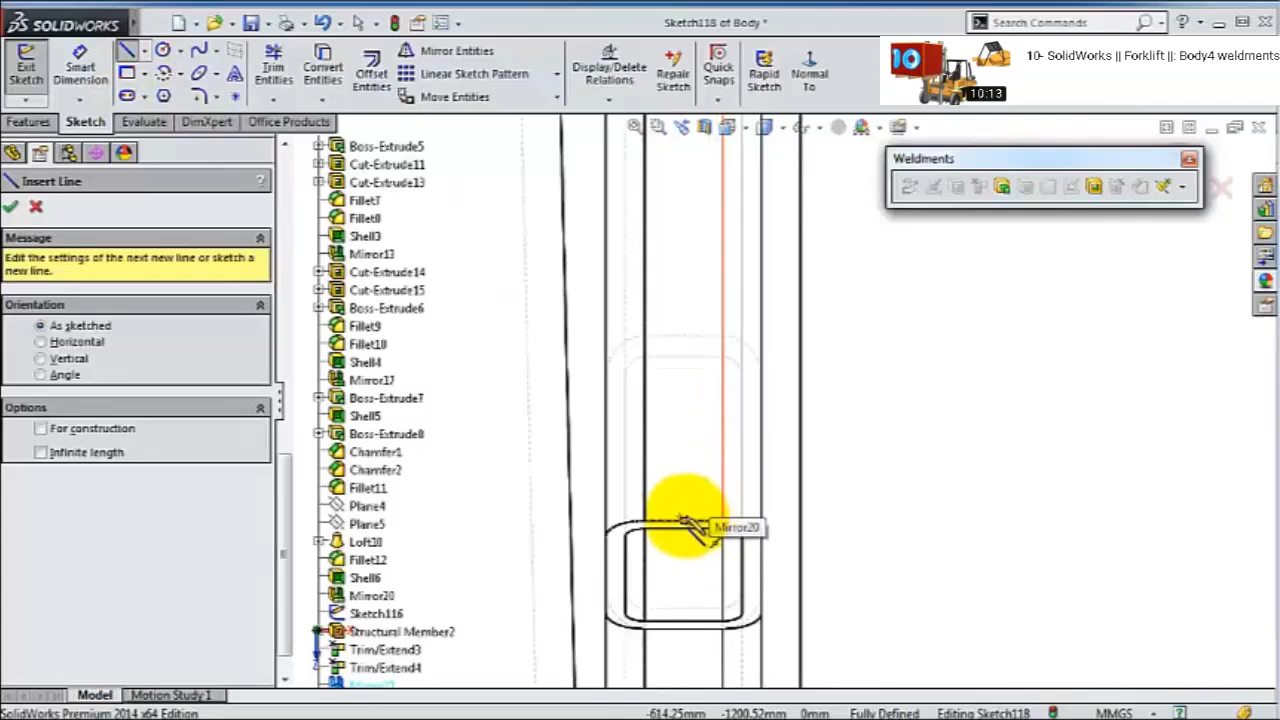 SOLIDWORKS
Sketch118 of Body *
Search Commands
Exit Sketch
Smart Dimension
Trim Entities
Convert Entities
Offset Entities
Mirror Entities
Linear Sketch Pattern
Move Entities
Display/Delete Relations
Repair Sketch
Quick Snaps
Rapid Sketch
Normal To
10
10:13
0- SolidWorks || Forklift ||: Body4 weldments
Features
Sketch
Evaluate
DimXpert
Office Products
Weldments
Insert Line
?
Message
Edit the settings of the next new line or sketch a
new line.
Orientation
As sketched
Horizontal
Vertical
Angle
Options
For construction
Infinite length
Boss-Extrude5
Cut-Extrude11
Cut-Extrude13
Fillet7
Fillet8
Shell3
Mirror13
Cut-Extrude14
Cut-Extrude15
Boss-Extrude6
Fillet9
Fillet10
Shell4
Mirror17
Boss-Extrude7
Shell5
Boss-Extrude8
Chamfer1
Chamfer2
Fillet11
Plane4
Plane5
Loft10
Fillet12
Shell6
Mirror20
Sketch116
Structural Member2
Trim/Extend3
Trim/Extend4
Mirror20
Model
Motion Study 1
SolidWorks Premium 2014 x64 Edition
-614.25mm
-1200.52mm
0mm
Fully Defined
Editing Sketch118
MMGS